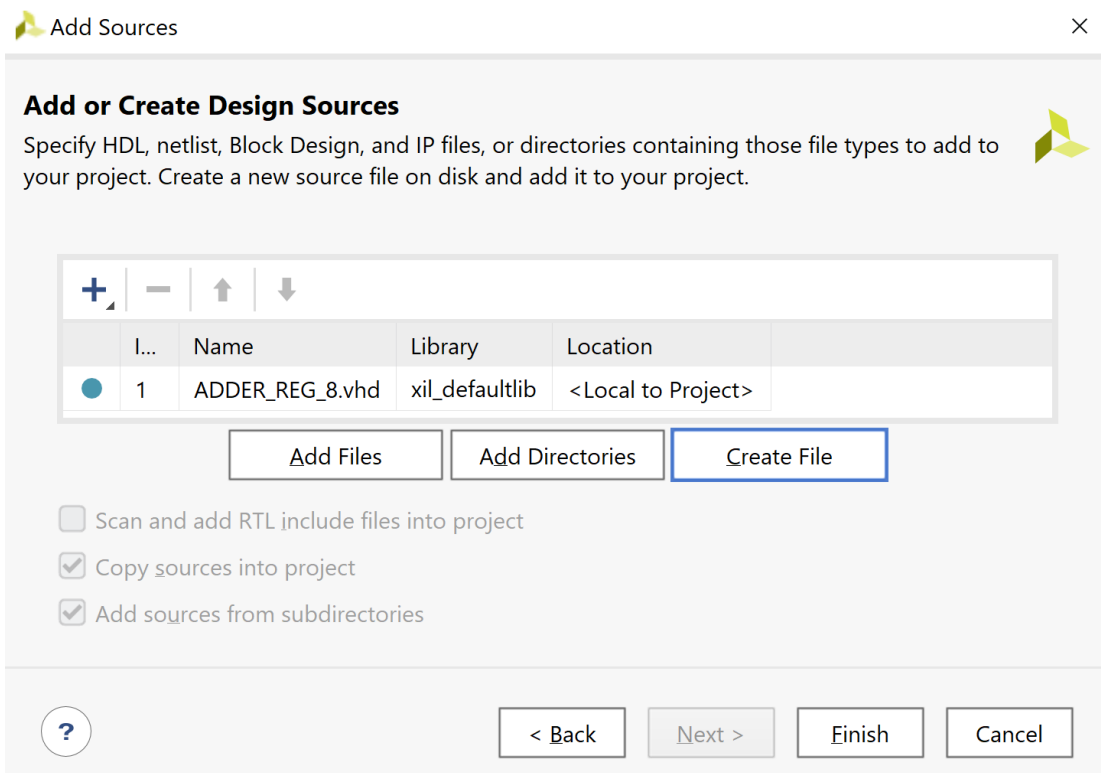 Add Sources
Add or Create Design Sources
Specify HDL, netlist, Block Design, and IP files, or directories containing those file types to add to
your project. Create a new source file on disk and add it to your project.
I... Name Library Location
1 ADDER_REG_8.vhd xil_defaultlib <Local to Project>
Add Files Add Directories Create File
Scan and add RTL include files into project
Copy sources into project
Add sources from subdirectories
? < Back Next > Finish Cancel